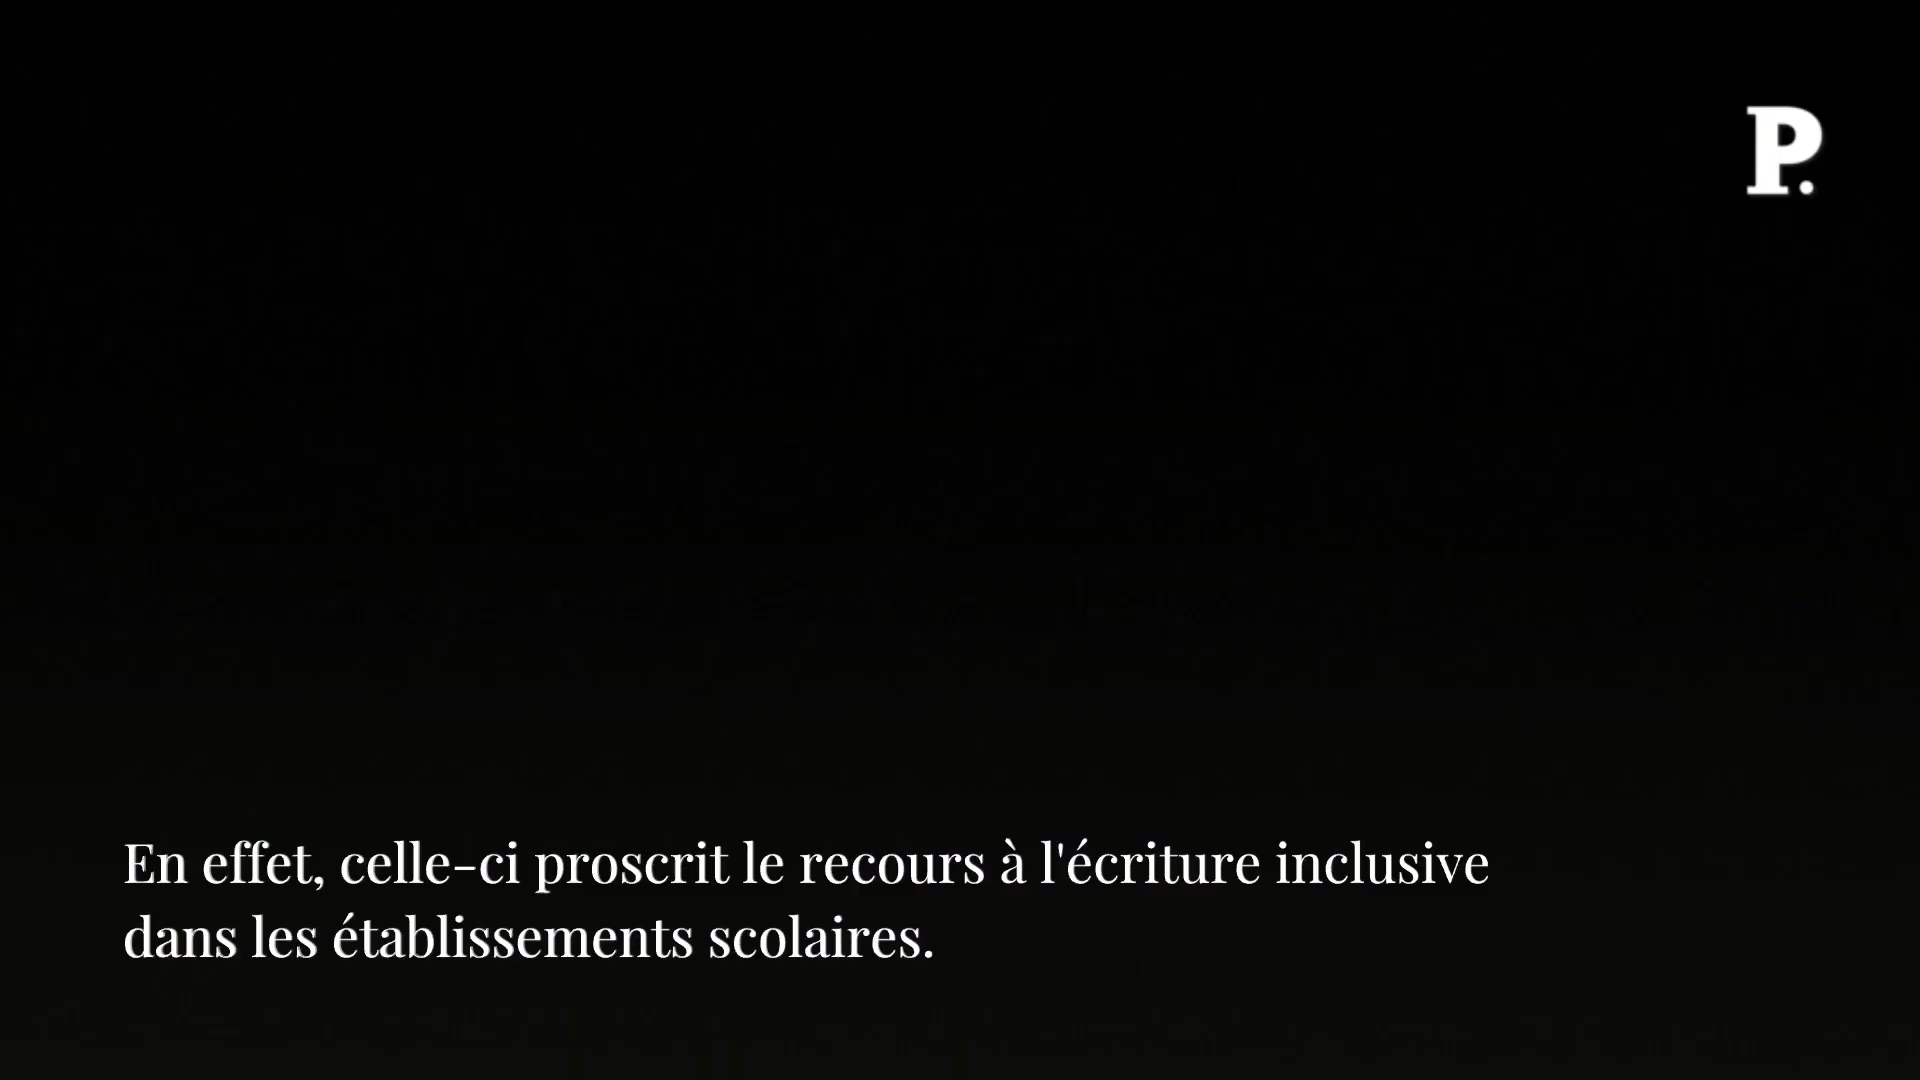 P.
En effet, celle-ci proscrit le recours à l'écriture inclusive
dans les établissements scolaires.